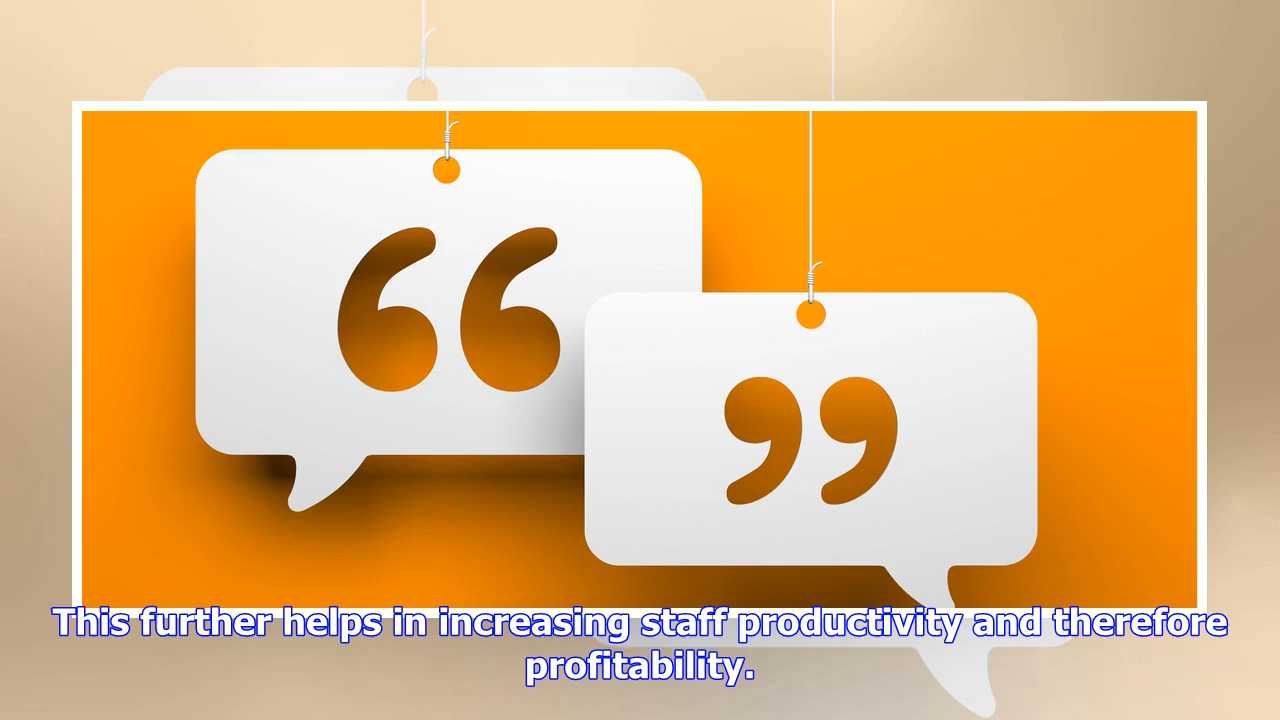 This further helps in increasing staff productivity and therefore
profitability.